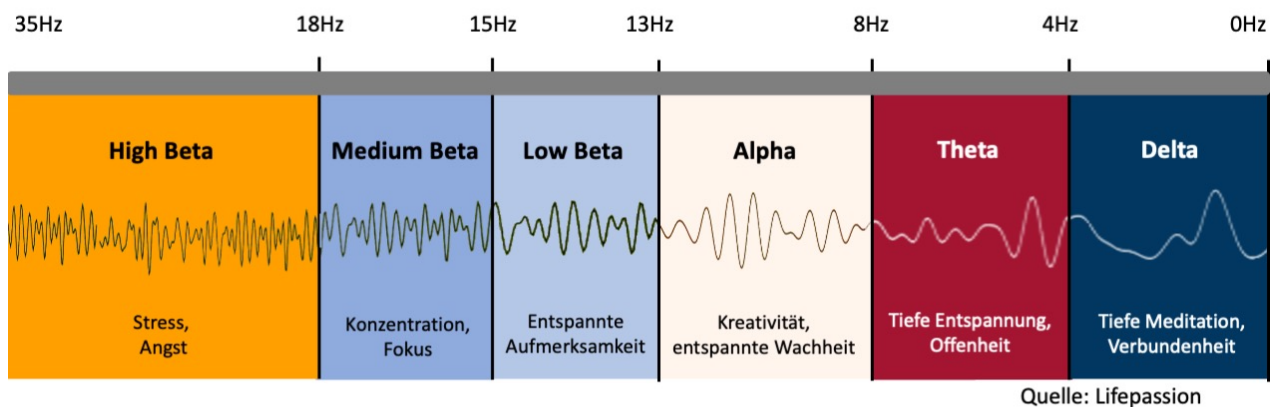 35Hz 18Hz 15Hz 13Hz 8Hz 4Hz 0Hz
High Beta Medium Beta Low Beta Alpha Theta Delta
Stress,
Angst
Konzentration,
Fokus
Entspannte
Aufmerksamkeit
Kreativität,
entspannte Wachheit
Tiefe Entspannung,
Offenheit
Tiefe Meditation,
Verbundenheit
Quelle: Lifepassion